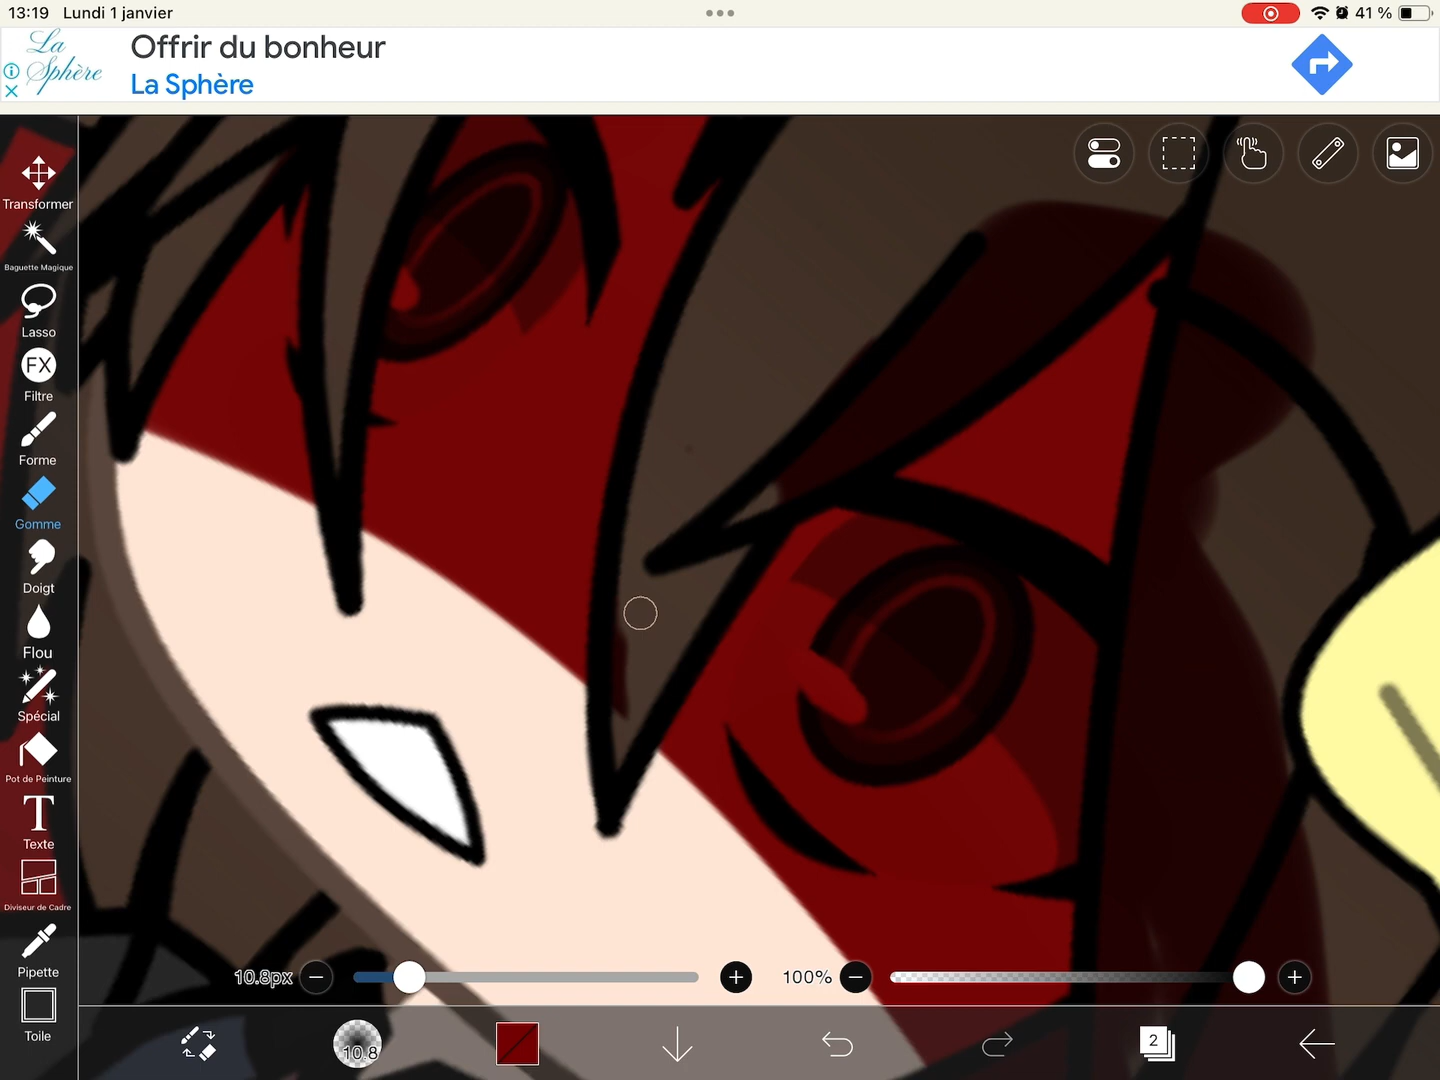 13:19 Lundi 1 janvier
41 %
La
Sphère
Offrir du bonheur
La Sphère
Transformer
Baguette Magique
Lasso
FX
Filtre
Forme
Gomme
Doigt
Flou
Spécial
Pot de Peinture
T
Texte
Diviseur de Cadre
Pipette
Toile
10.8px
100%
10.8
2